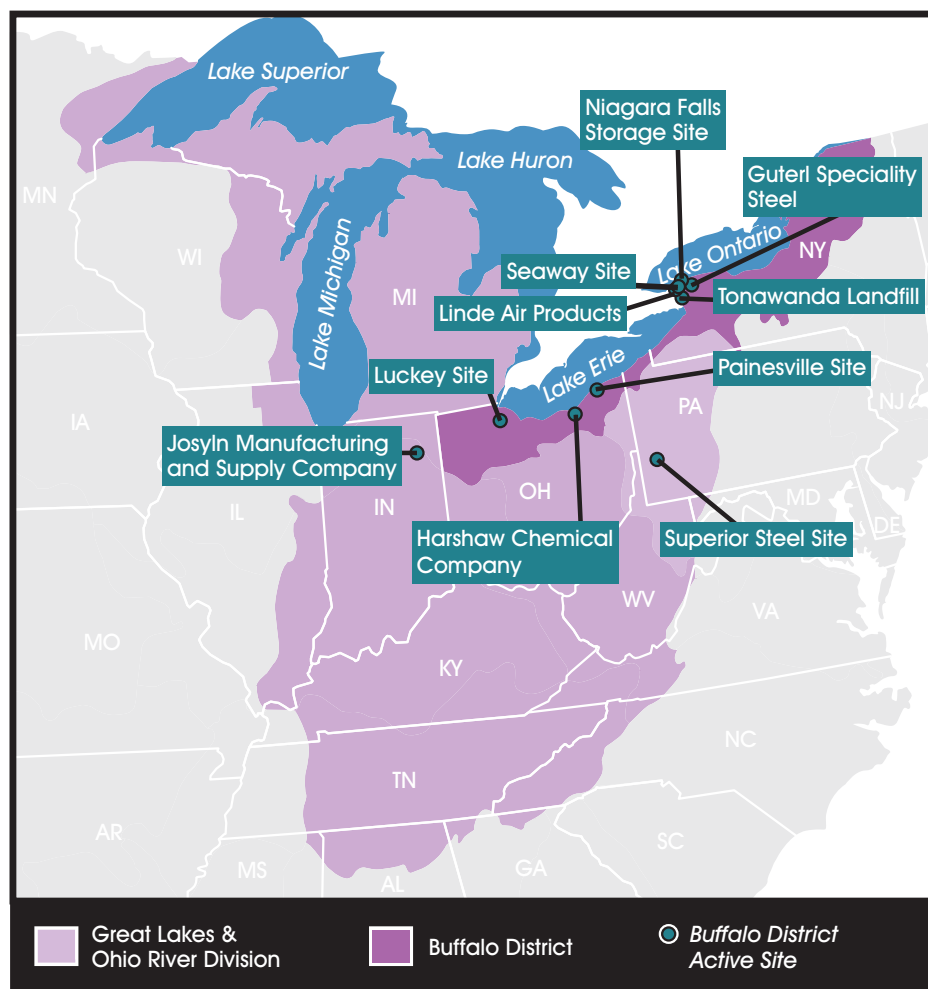 Lake Superior
Niagara Falls
Storage Site
Lake Huron
Guterl Speciality
Steel
MN
WI
Lake Michigan
MI
Lake Ontario
NY
Seaway Site
Linde Air Products
Tonawanda Landfill
Lake Erie
Luckey Site
Painesville Site
IA
PA
NJ
Josyln Manufacturing
and Supply Company
IL
IN
OH
MD
DE
Harshaw Chemical
Company
Superior Steel Site
WV
VA
MO
KY
NC
TN
AR
SC
MS
AL
GA
Great Lakes &
Ohio River Division
Buffalo District
Buffalo District
Active Site